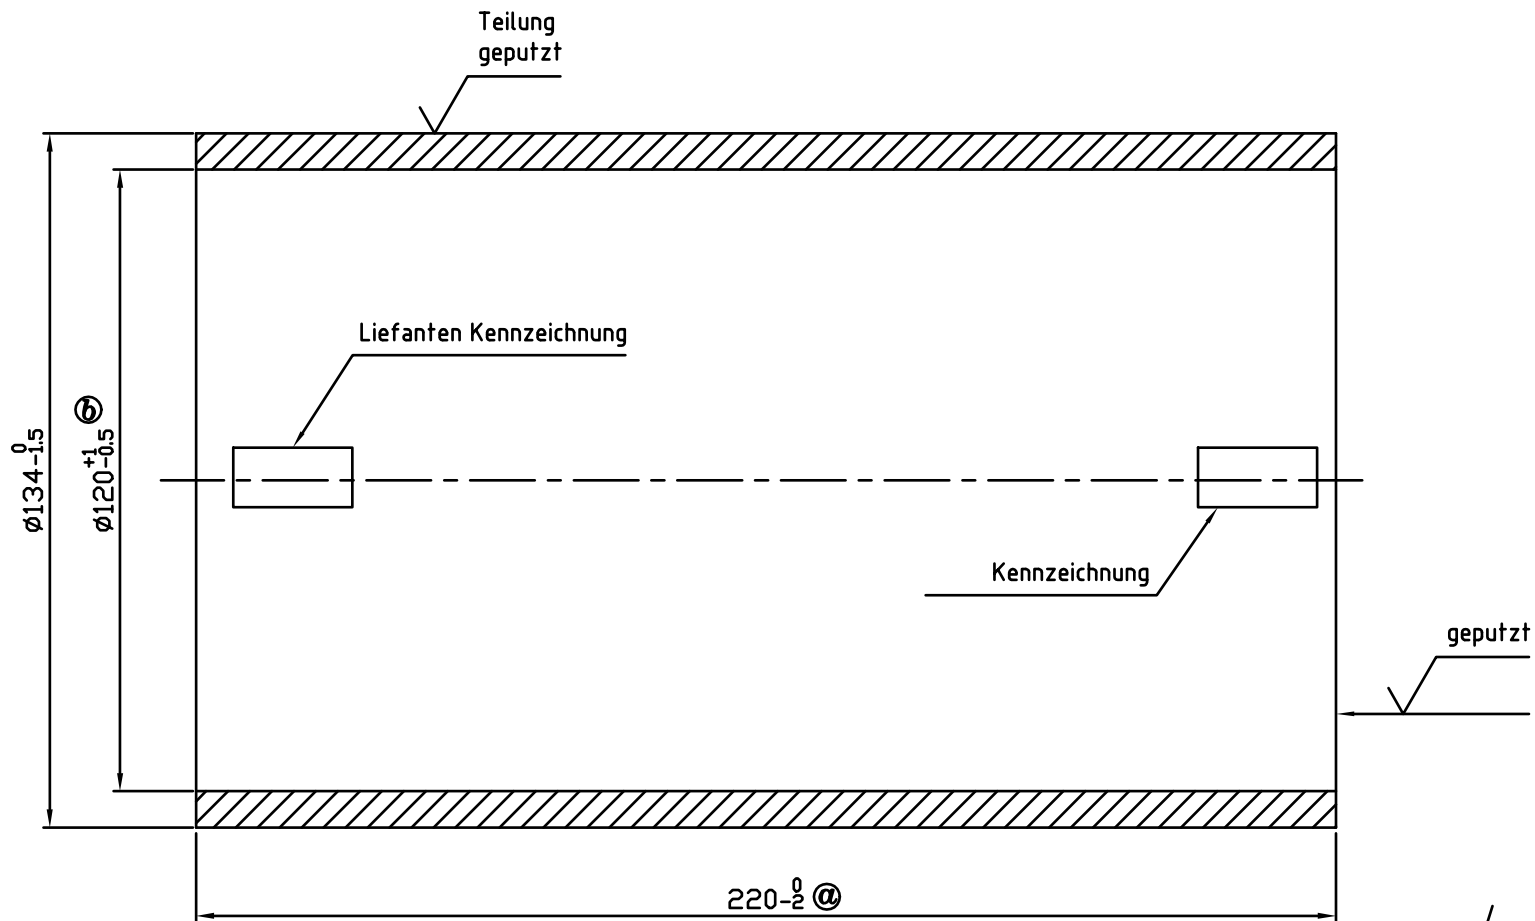 Teilung
geputzt
Liefanten Kennzeichnung
ø134 0 -1.5
ø120 +1 -0.5 b
Kennzeichnung
geputzt
220 0 -2 a